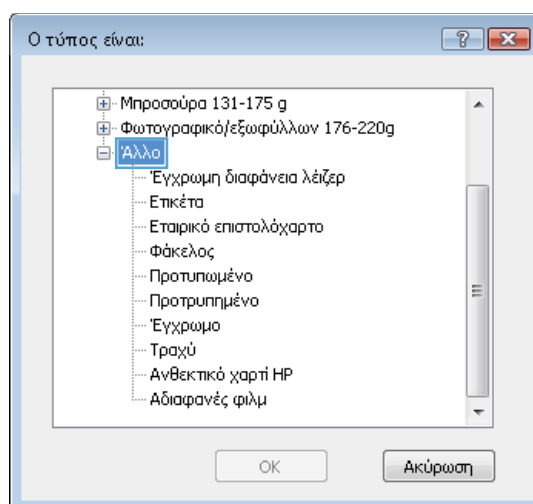 Ο τύπος είναι:
Μπροσούρα 131-175 g
Φωτογραφικό/εξωφύλλων 176-220g
Άλλο
Έγχρωμη διαφάνεια λέιζερ
Ετικέτα
Εταιρικό επιστολόχαρτο
Φάκελος
Προτυπωμένο
Προτρυπημένο
Έγχρωμο
Τραχύ
Ανθεκτικό χαρτί HP
Αδιαφανές φιλμ
OK Ακύρωση